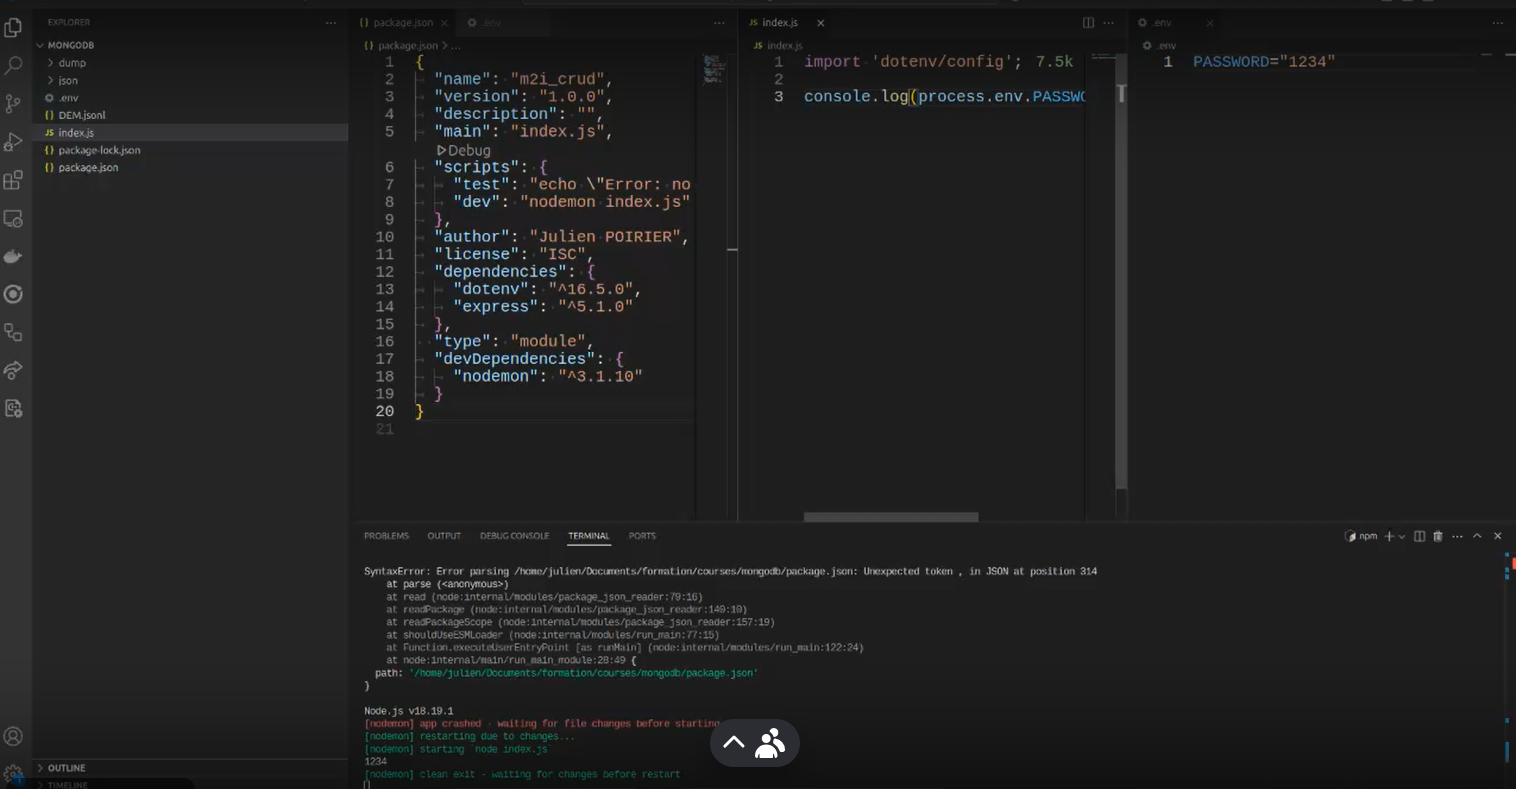 EXPLORER
MONGODB
dump
json
.env
DEM.jsonl
JS index.js
{} package-lock.json
{} package.json
OUTLINE
TIMELINE
{} package.json
.env
{} package.json > ...
1 {
2 "name": "m2i_crud",
3 "version": "1.0.0",
4 "description": "",
5 "main": "index.js",
Debug
6 "scripts": {
7 "test": "echo \"Error: no
8 "dev": "nodemon index.js"
9 },
10 "author": "Julien POIRIER",
11 "license": "ISC",
12 "dependencies": {
13 "dotenv": "^16.5.0",
14 "express": "^5.1.0"
15 },
16 "type": "module",
17 "devDependencies": {
18 "nodemon": "^3.1.10"
19 }
20 }
21
JS index.js
JS index.js
1 import 'dotenv/config'; 7.5k
2
3 console.log(process.env.PASSWO
.env
.env
1 PASSWORD="1234"
PROBLEMS OUTPUT DEBUG CONSOLE TERMINAL PORTS
npm
SyntaxError: Error parsing /home/julien/Documents/formation/courses/mongodb/package.json: Unexpected token , in JSON at position 314
at parse (<anonymous>)
at read (node:internal/modules/package_json_reader:79:16)
at readPackage (node:internal/modules/package_json_reader:140:10)
at readPackageScope (node:internal/modules/package_json_reader:157:19)
at shouldUseESMLoader (node:internal/modules/run_main:77:15)
at Function.executeUserEntryPoint [as runMain] (node:internal/modules/run_main:122:24)
at node:internal/main/run_main_module:28:49 {
path: '/home/julien/Documents/formation/courses/mongodb/package.json'
}
Node.js v18.19.1
[nodemon] app crashed - waiting for file changes before starting
[nodemon] restarting due to changes...
[nodemon] starting `node index.js`
1234
[nodemon] clean exit - waiting for changes before restart